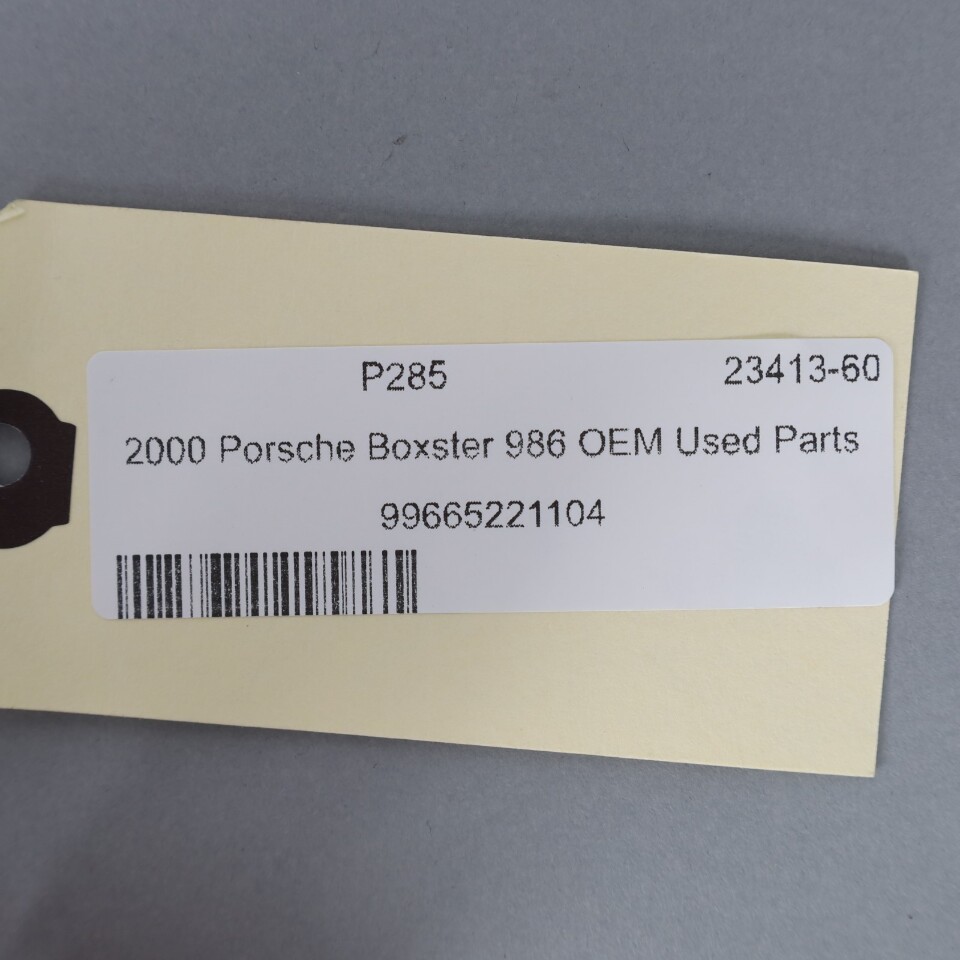 P285 23413-60
2000 Porsche Boxster 986 OEM Used Parts
99665221104